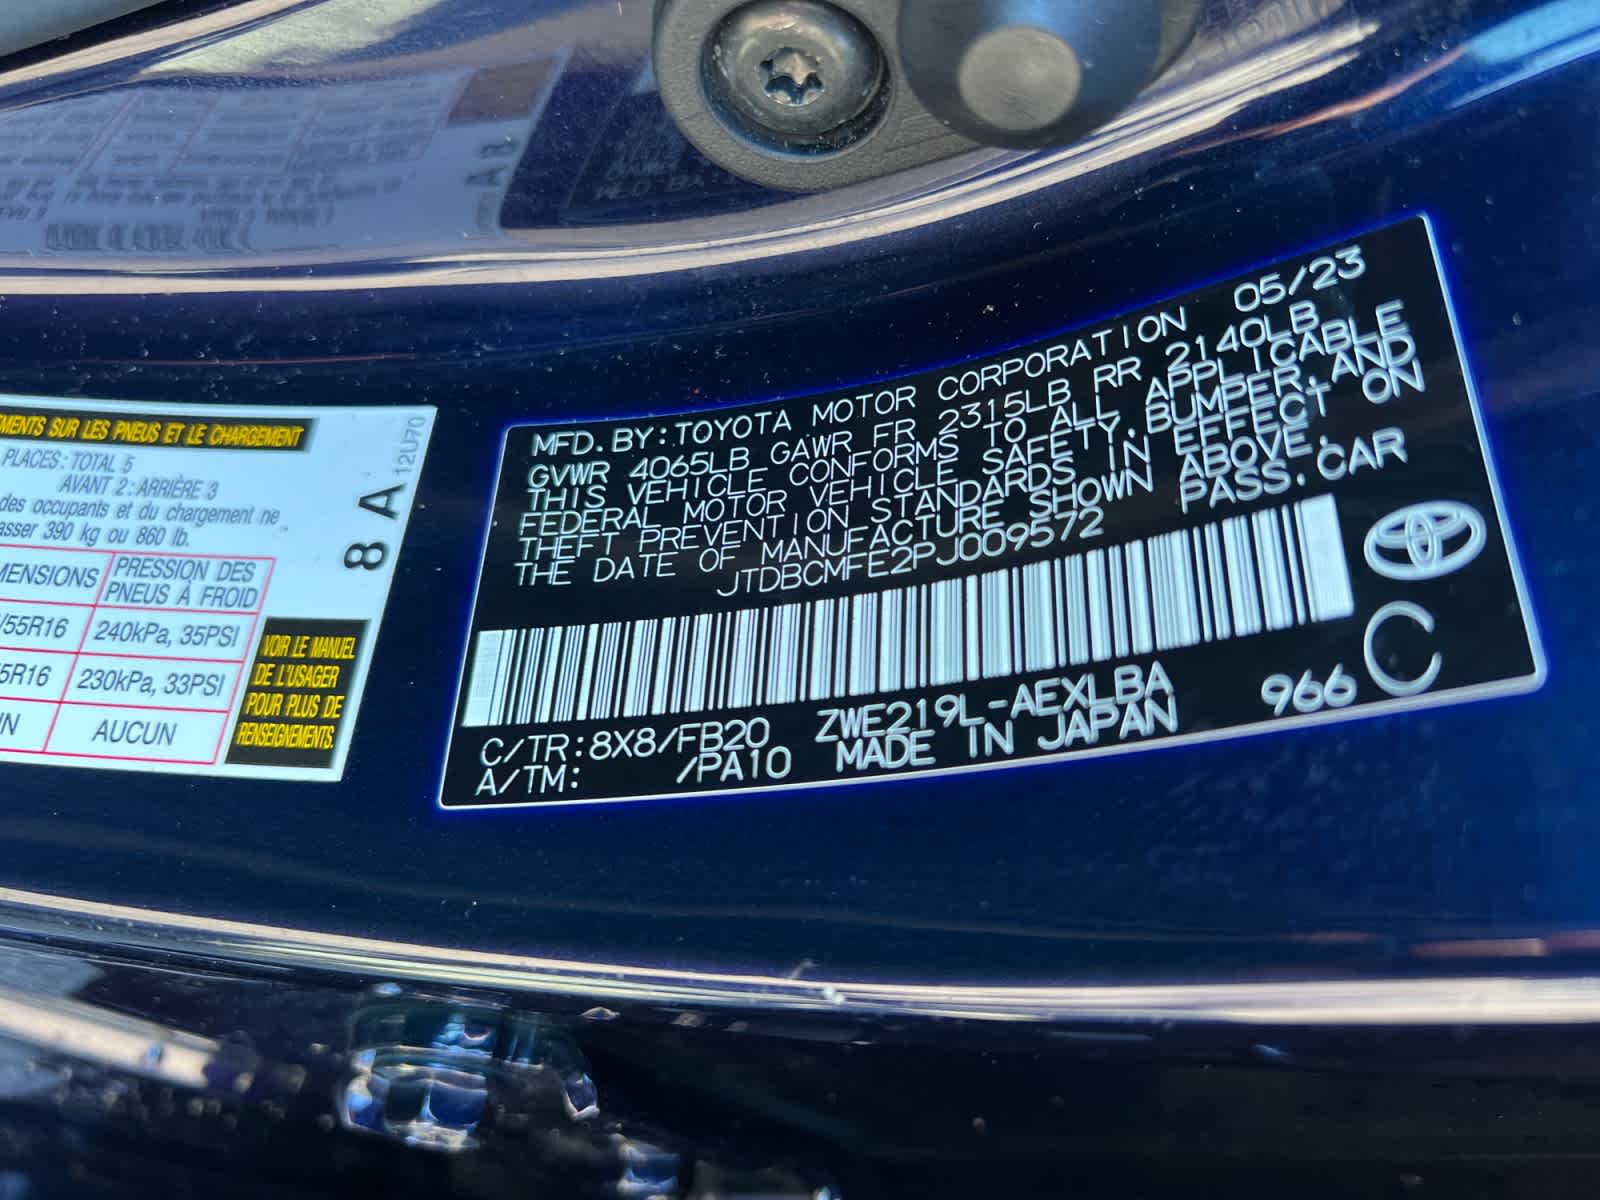 MENTS SUR LES PNEUS ET LE CHARGEMENT
PLACES: TOTAL 5
AVANT 2: ARRIÈRE 3
des occupants et du chargement ne
asser 390 kg ou 860 lb.
MENSIONS PRESSION DES
PNEUS À FROID
/55R16 240kPa, 35PSI
5R16 230kPa, 33PSI
AUCUN
VOIR LE MANUEL
DE L'USAGER
POUR PLUS DE
RENSEIGNEMENTS.
8 A 12U70
MFD. BY: TOYOTA MOTOR CORPORATION 05/23
GVWR 4065LB GAWR FR 2315LB RR 2140LB
THIS VEHICLE CONFORMS TO ALL APPLICABLE
FEDERAL MOTOR VEHICLE SAFETY, BUMPER, AND
THEFT PREVENTION STANDARDS IN EFFECT ON
THE DATE OF MANUFACTURE SHOWN ABOVE.
JTDBCMFE2PJ009572 PASS. CAR
C/TR: 8X8/FB20 ZWE219L-AEXLBA 966 C
A/TM: /PA10 MADE IN JAPAN